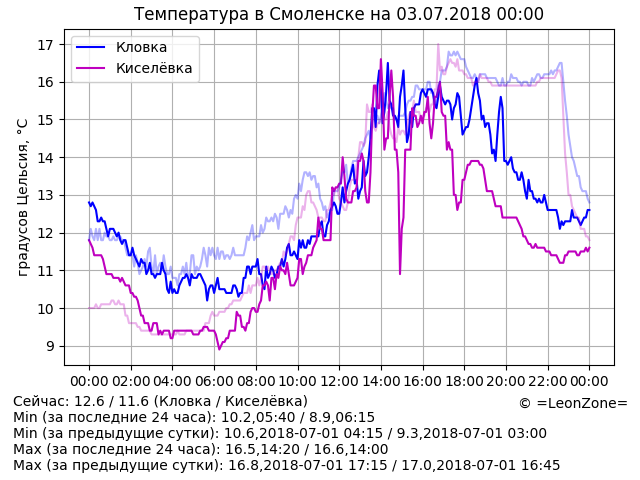 Температура в Смоленске на 03.07.2018 00:00
Кловка
Киселёвка
градусов Цельсия, °C
17
16
15
14
13
12
11
10
9
00:00 02:00 04:00 06:00 08:00 10:00 12:00 14:00 16:00 18:00 20:00 22:00 00:00
Сейчас: 12.6 / 11.6 (Кловка / Киселёвка)
© =LeonZone=
Min (за последние 24 часа): 10.2,05:40 / 8.9,06:15
Min (за предыдущие сутки): 10.6,2018-07-01 04:15 / 9.3,2018-07-01 03:00
Max (за последние 24 часа): 16.5,14:20 / 16.6,14:00
Max (за предыдущие сутки): 16.8,2018-07-01 17:15 / 17.0,2018-07-01 16:45